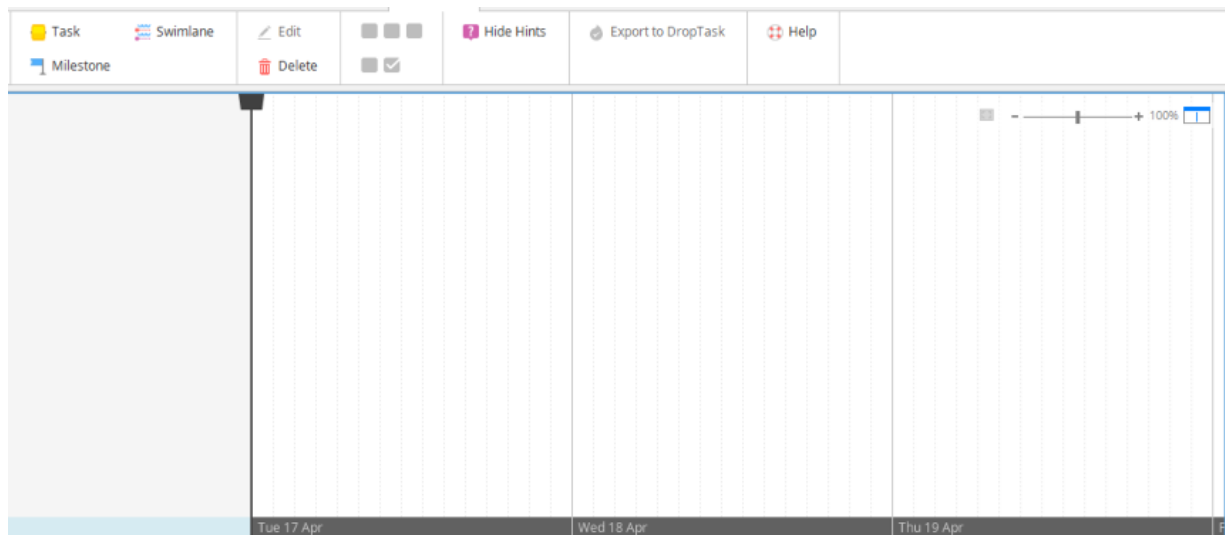 Task Swimlane Edit Hide Hints Export to DropTask Help
Milestone Delete
- + 100%
Tue 17 Apr Wed 18 Apr Thu 19 Apr F